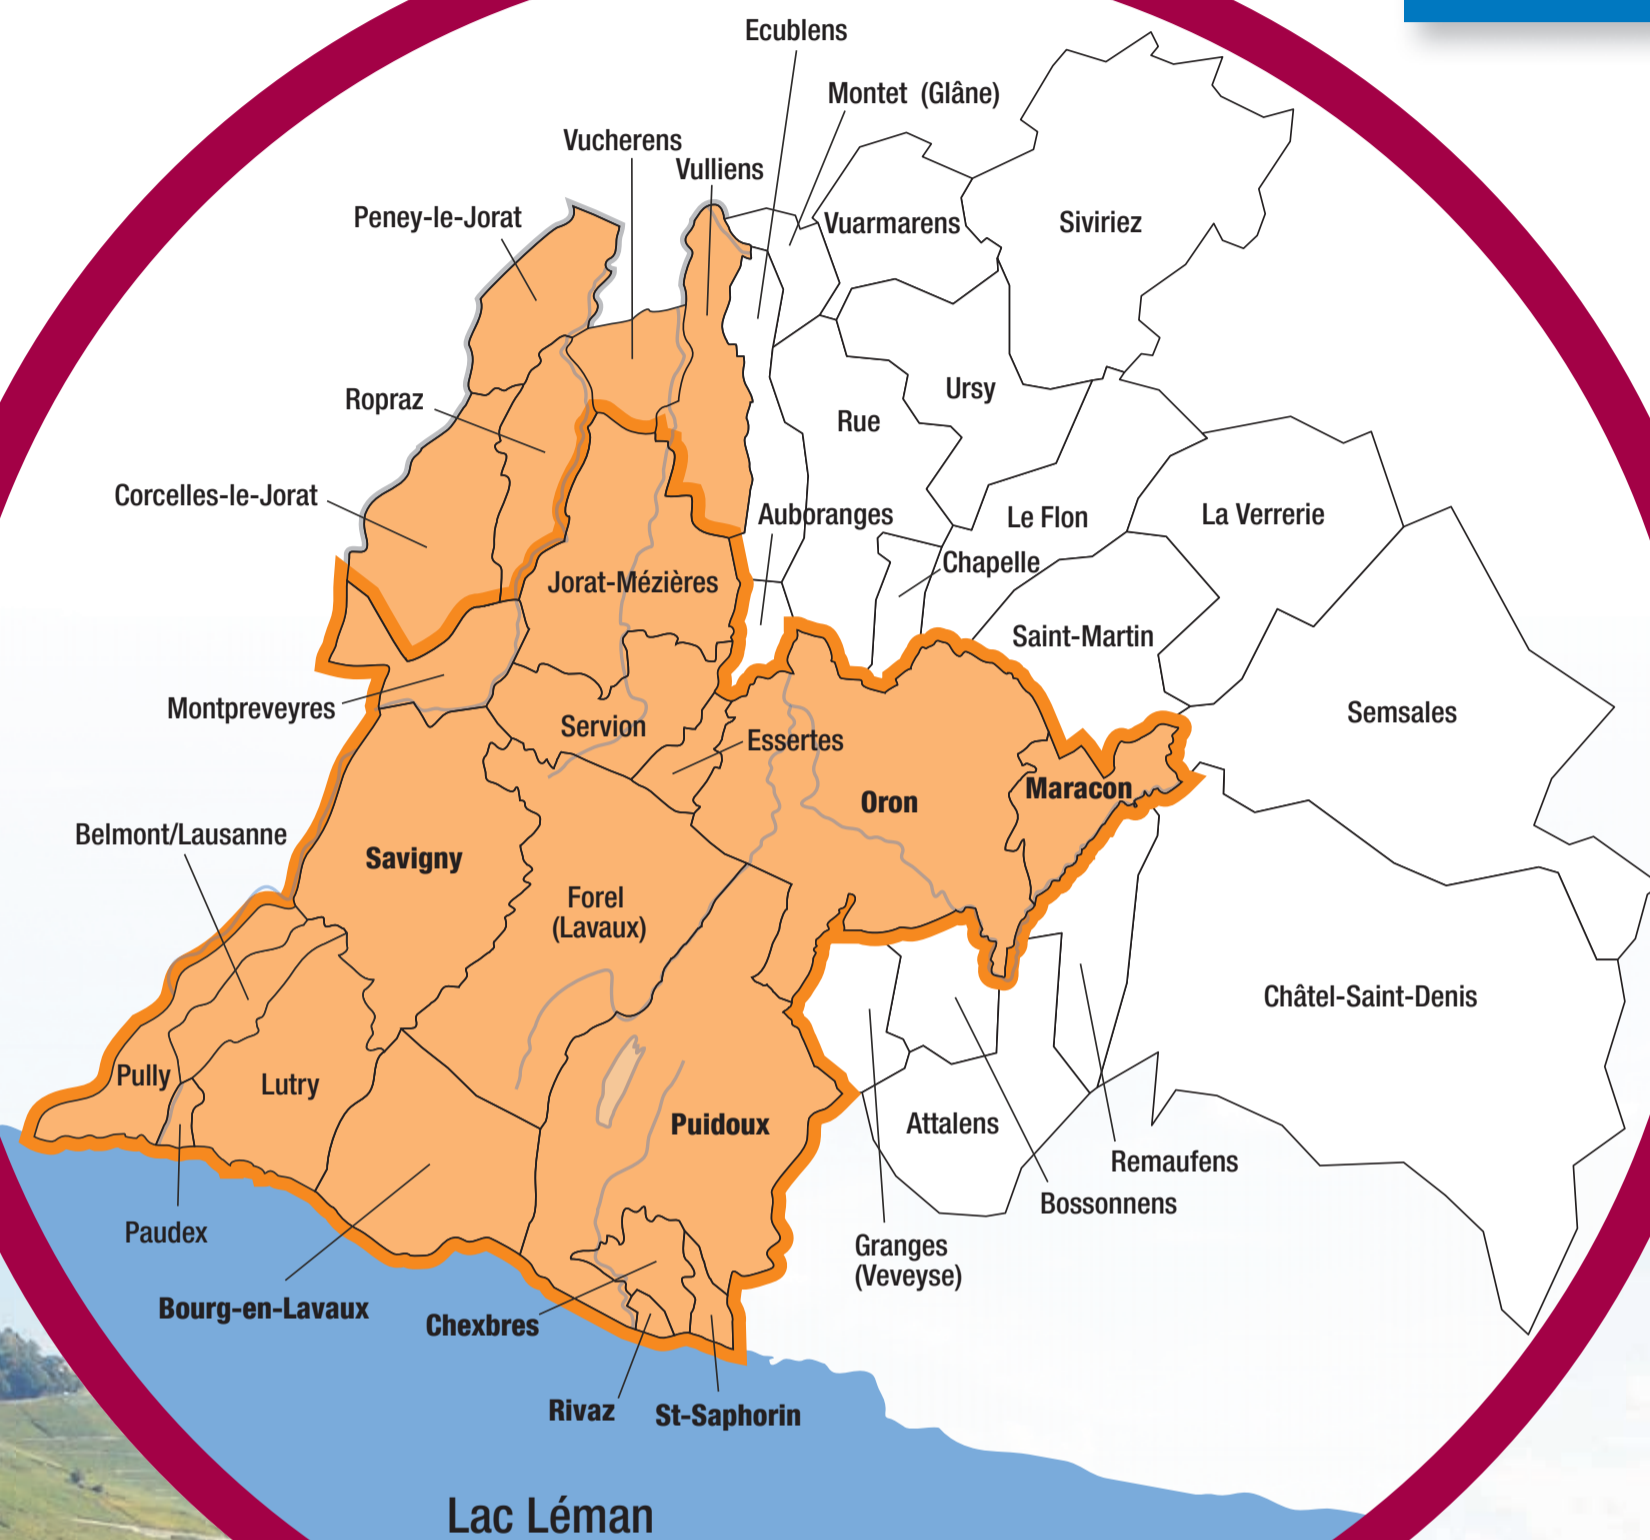 Ecublens
Montet (Glâne)
Vucherens
Vulliens
Peney-le-Jorat
Vuarmarens
Siviriez
Ropraz
Ursy
Rue
Corcelles-le-Jorat
Auboranges
Le Flon
La Verrerie
Chapelle
Jorat-Mézières
Saint-Martin
Montpreveyres
Servion
Essertes
Semsales
Oron
Maracon
Belmont/Lausanne
Savigny
Forel
(Lavaux)
Châtel-Saint-Denis
Pully
Lutry
Puidoux
Attalens
Remaufens
Bossonnens
Paudex
Granges
(Veveyse)
Bourg-en-Lavaux
Chexbres
Rivaz
St-Saphorin
Lac Léman